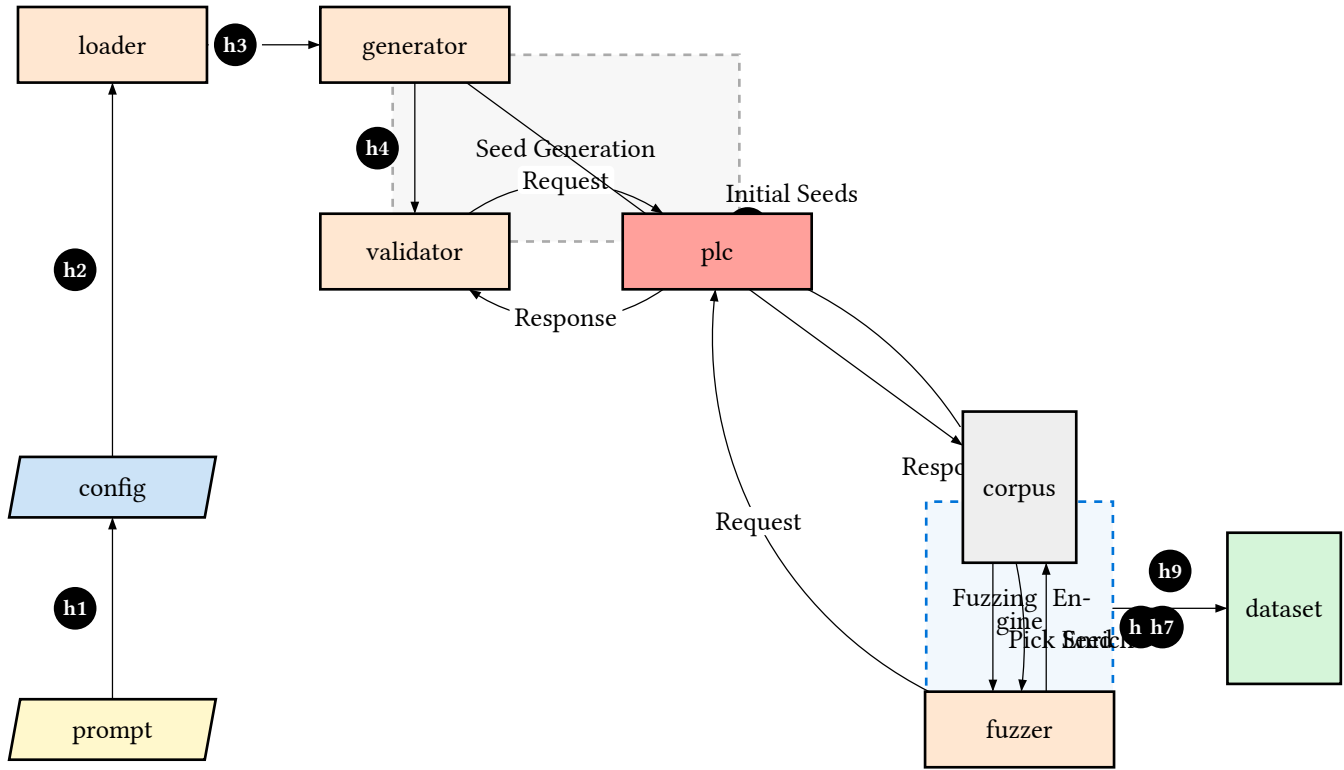 loader
h3
generator
h4
Seed Generation
Request
Initial Seeds
validator
plc
h2
Response
Respo
corpus
config
Request
h9
Fuzzing En-
gine
h1
h h7
dataset
Pick Seed
prompt
fuzzer